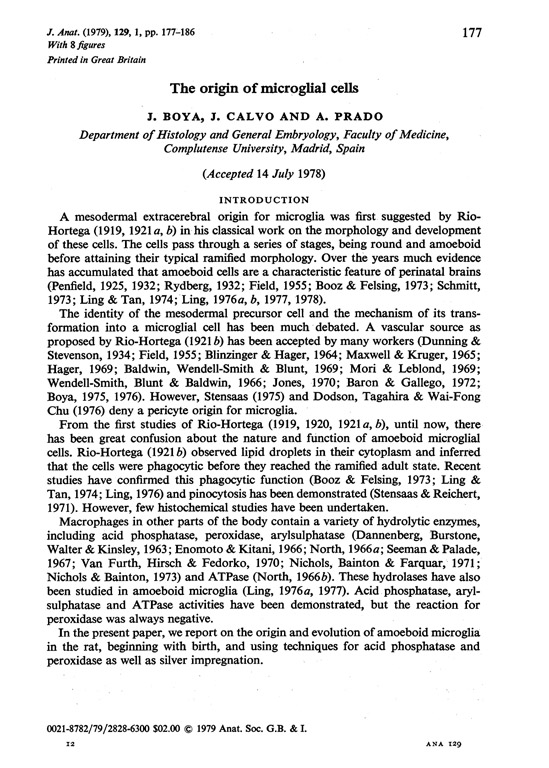 J. Anat. (1979), 129, 1, pp. 177-186
177
With 8 figures
Printed in Great Britain
The origin of microglial cells
J. BOYA, J. CALVO AND A. PRADO
Department of Histology and General Embryology, Faculty of Medicine,
Complutense University, Madrid, Spain
(Accepted 14 July 1978)
INTRODUCTION
A mesodermal extracerebral origin for microglia was first suggested by Rio-
Hortega (1919, 1921a, b) in his classical work on the morphology and development
of these cells. The cells pass through a series of stages, being round and amoeboid
before attaining their typical ramified morphology. Over the years much evidence
has accumulated that amoeboid cells are a characteristic feature of perinatal brains
(Penfield, 1925, 1932; Rydberg, 1932; Field, 1955; Booz & Felsing, 1973; Schmitt,
1973; Ling & Tan, 1974; Ling, 1976a, b, 1977, 1978).
The identity of the mesodermal precursor cell and the mechanism of its trans-
formation into a microglial cell has been much debated. A vascular source as
proposed by Rio-Hortega (1921b) has been accepted by many workers (Dunning &
Stevenson, 1934; Field, 1955; Blinzinger & Hager, 1964; Maxwell & Kruger, 1965;
Hager, 1969; Baldwin, Wendell-Smith & Blunt, 1969; Mori & Leblond, 1969;
Wendell-Smith, Blunt & Baldwin, 1966; Jones, 1970; Baron & Gallego, 1972;
Boya, 1975, 1976). However, Stensaas (1975) and Dodson, Tagahira & Wai-Fong
Chu (1976) deny a pericyte origin for microglia.
From the first studies of Rio-Hortega (1919, 1920, 1921a, b), until now, there
has been great confusion about the nature and function of amoeboid microglial
cells. Rio-Hortega (1921b) observed lipid droplets in their cytoplasm and inferred
that the cells were phagocytic before they reached the ramified adult state. Recent
studies have confirmed this phagocytic function (Booz & Felsing, 1973; Ling &
Tan, 1974; Ling, 1976) and pinocytosis has been demonstrated (Stensaas & Reichert,
1971). However, few histochemical studies have been undertaken.
Macrophages in other parts of the body contain a variety of hydrolytic enzymes,
including acid phosphatase, peroxidase, arylsulphatase (Dannenberg, Burstone,
Walter & Kinsley, 1963; Enomoto & Kitani, 1966; North, 1966a; Seeman & Palade,
1967; Van Furth, Hirsch & Fedorko, 1970; Nichols, Bainton & Farquar, 1971;
Nichols & Bainton, 1973) and ATPase (North, 1966b). These hydrolases have also
been studied in amoeboid microglia (Ling, 1976a, 1977). Acid phosphatase, aryl-
sulphatase and ATPase activities have been demonstrated, but the reaction for
peroxidase was always negative.
In the present paper, we report on the origin and evolution of amoeboid microglia
in the rat, beginning with birth, and using techniques for acid phosphatase and
peroxidase as well as silver impregnation.
0021-8782/79/2828-6300 $02.00 © 1979 Anat. Soc. G.B. & I.
12
ANA 129